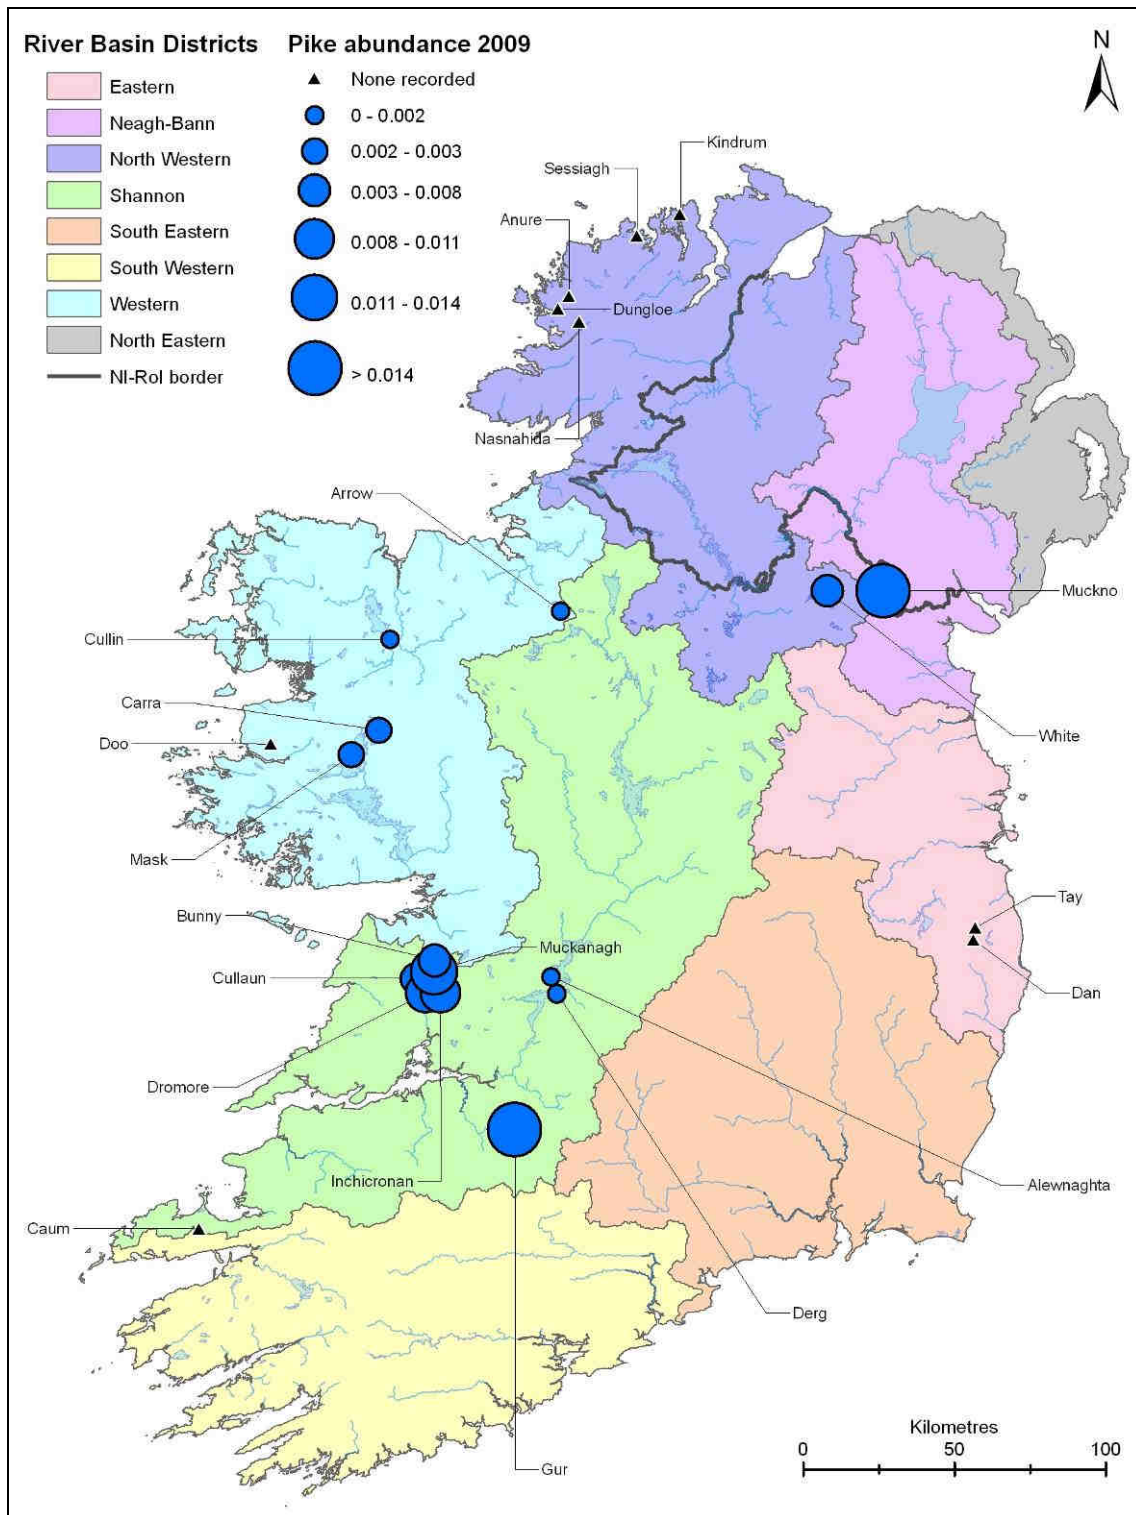 River Basin Districts
Eastern
Neagh-Bann
North Western
Shannon
South Eastern
South Western
Western
North Eastern
NI-RoI border
Pike abundance 2009
None recorded
0 - 0.002
0.002 - 0.003
0.003 - 0.008
0.008 - 0.011
0.011 - 0.014
> 0.014
N
Kindrum
Sessiagh
Anure
Dungloe
Nasnahida
Arrow
Muckno
Cullin
Carra
Doo
White
Mask
Tay
Bunny
Muckanagh
Cullaun
Dan
Dromore
Inchicronan
Alewnaghta
Caum
Derg
Gur
Kilometres
0 50 100